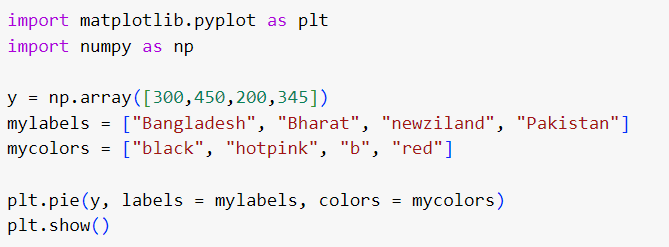 import matplotlib.pyplot as plt
import numpy as np
y = np.array([300,450,200,345])
mylabels = ["Bangladesh", "Bharat", "newziland", "Pakistan"]
mycolors = ["black", "hotpink", "b", "red"]
plt.pie(y, labels = mylabels, colors = mycolors)
plt.show()